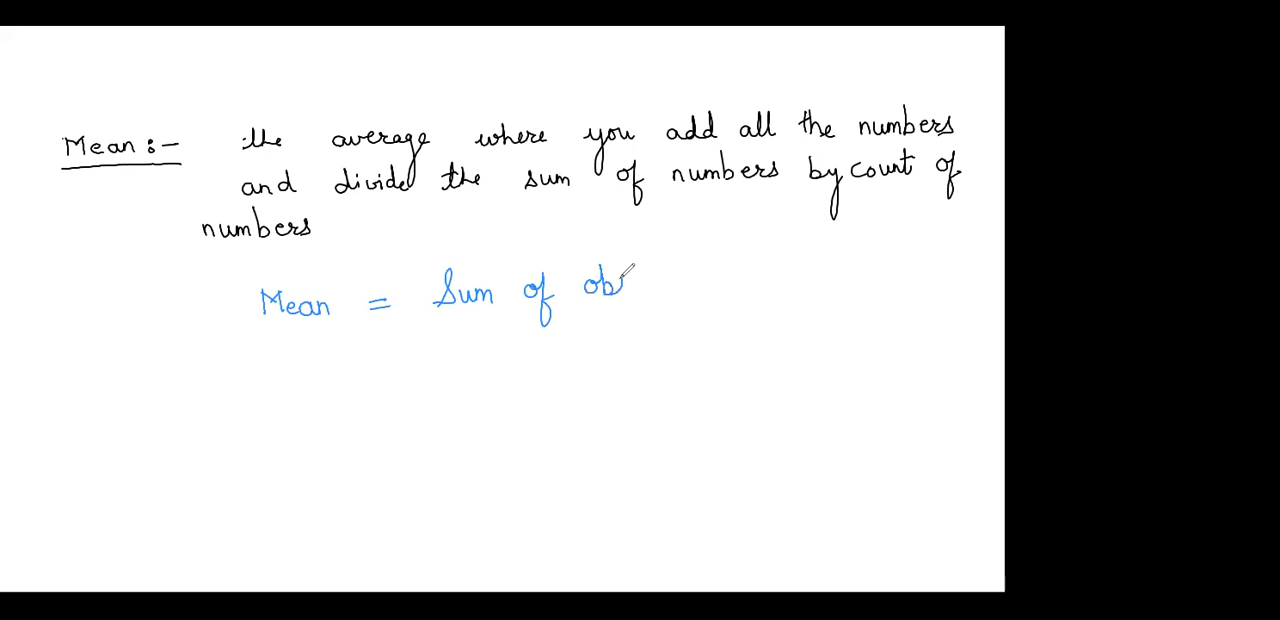 Mean :- the average where you add all the numbers
and divided the sum of numbers by count of
numbers
Mean = Sum of ob